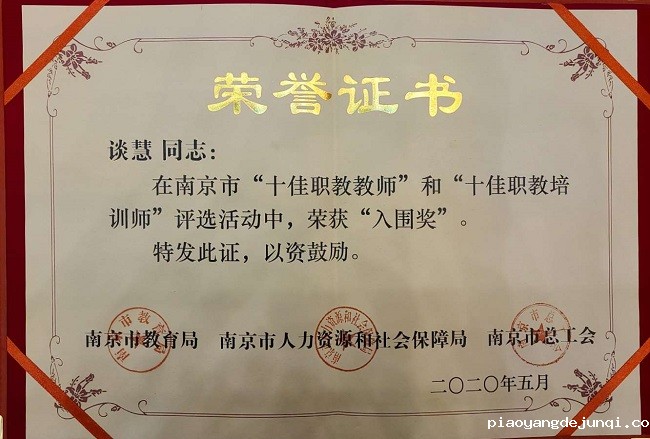 荣誉证书
谈慧 同志：
在南京市“十佳职教教师”和“十佳职教培
训师”评选活动中，荣获“入围奖”。
特发此证，以资鼓励。
南京市教育局 南京市人力资源和社会保障局 南京市总工会
二〇二〇年五月
piaoyangdejunqi.co